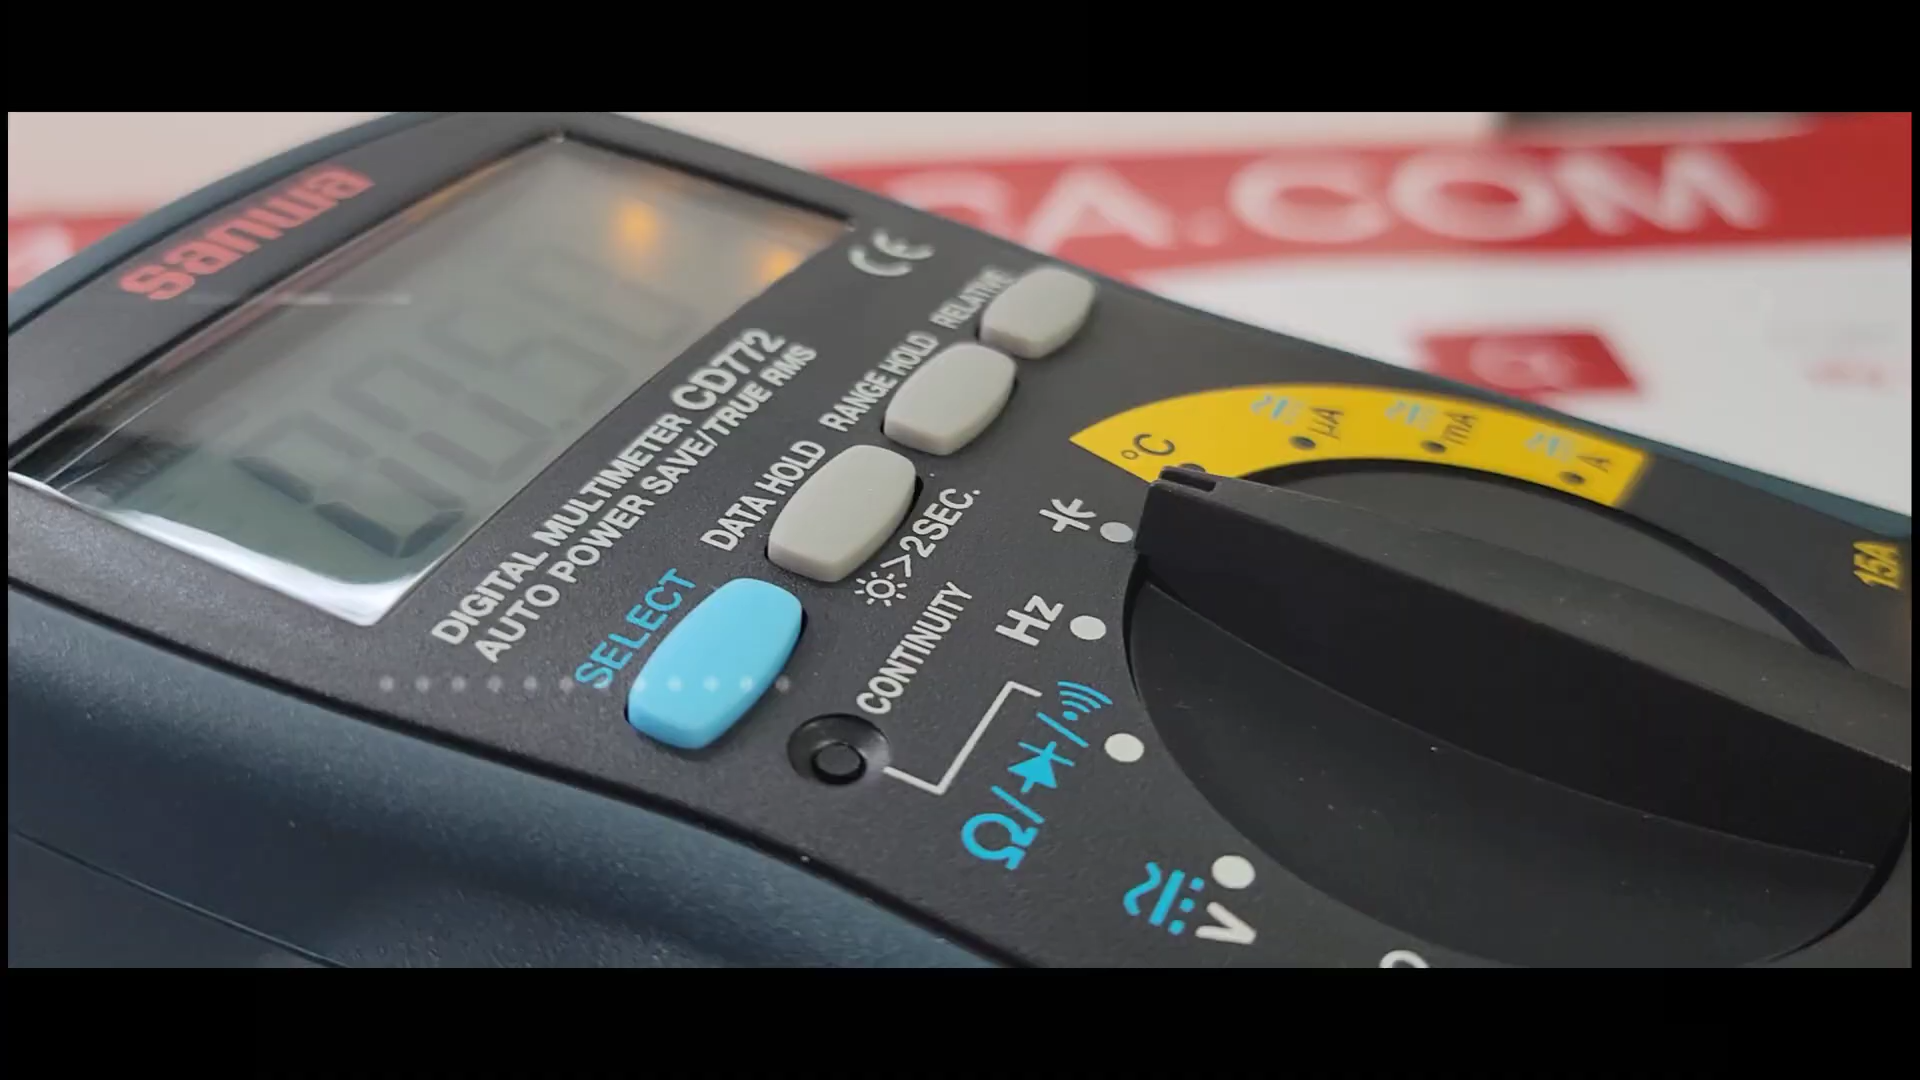 sanwa
A.COM
CE
DIGITAL MULTIMETER CD772
AUTO POWER SAVE/TRUE RMS
RELATIVE
RANGE HOLD
DATA HOLD
>2SEC.
SELECT
CONTINUITY
°C
μA
mA
A
15A
Hz
Ω/
V